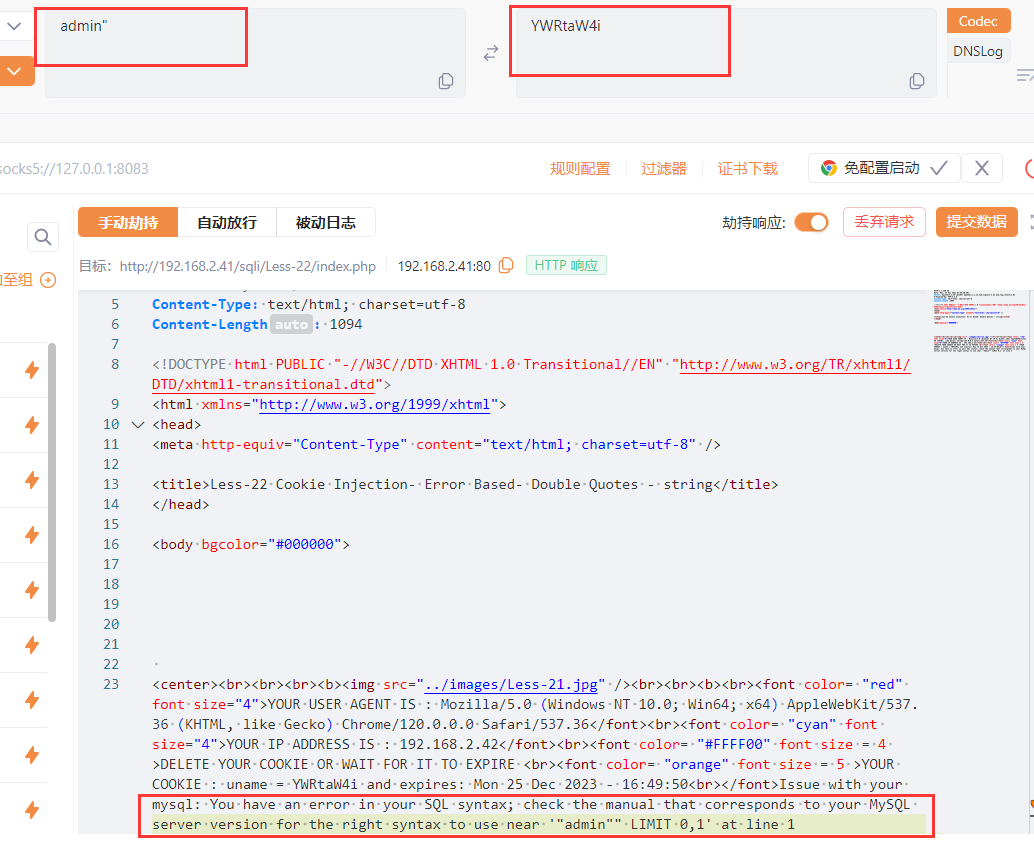 admin"
YWRtaW4i
Codec
DNSLog
socks5://127.0.0.1:8083
规则配置
过滤器
证书下载
免配置启动
手动劫持
自动放行
被动日志
劫持响应:
丢弃请求
提交数据
至组
目标: http://192.168.2.41/sqli/Less-22/index.php
192.168.2.41:80
HTTP 响应
5 Content-Type: text/html; charset=utf-8
6 Content-Length auto : 1094
7
8 <!DOCTYPE html PUBLIC "-//W3C//DTD XHTML 1.0 Transitional//EN" "http://www.w3.org/TR/xhtml1/
DTD/xhtml1-transitional.dtd">
9 <html xmlns="http://www.w3.org/1999/xhtml">
10 <head>
11 <meta http-equiv="Content-Type" content="text/html; charset=utf-8" />
12
13 <title>Less-22 Cookie Injection- Error Based- Double Quotes - string</title>
14 </head>
15
16 <body bgcolor="#000000">
17
18
19
20
21
22
23 <center><br><br><br><b><img src="../images/Less-21.jpg" /><br><br><b><br><font color= "red"
font size="4">YOUR USER AGENT IS : Mozilla/5.0 (Windows NT 10.0; Win64; x64) AppleWebKit/537.
36 (KHTML, like Gecko) Chrome/120.0.0.0 Safari/537.36</font><br><font color= "cyan" font
size="4">YOUR IP ADDRESS IS : 192.168.2.42</font><br><font color= "#FFFF00" font size = 4
>DELETE YOUR COOKIE OR WAIT FOR IT TO EXPIRE <br><font color= "orange" font size = 5 >YOUR
COOKIE : uname = YWRtaW4i and expires: Mon 25 Dec 2023 - 16:49:50<br></font>Issue with your
mysql: You have an error in your SQL syntax; check the manual that corresponds to your MySQL
server version for the right syntax to use near '"admin"" LIMIT 0,1' at line 1